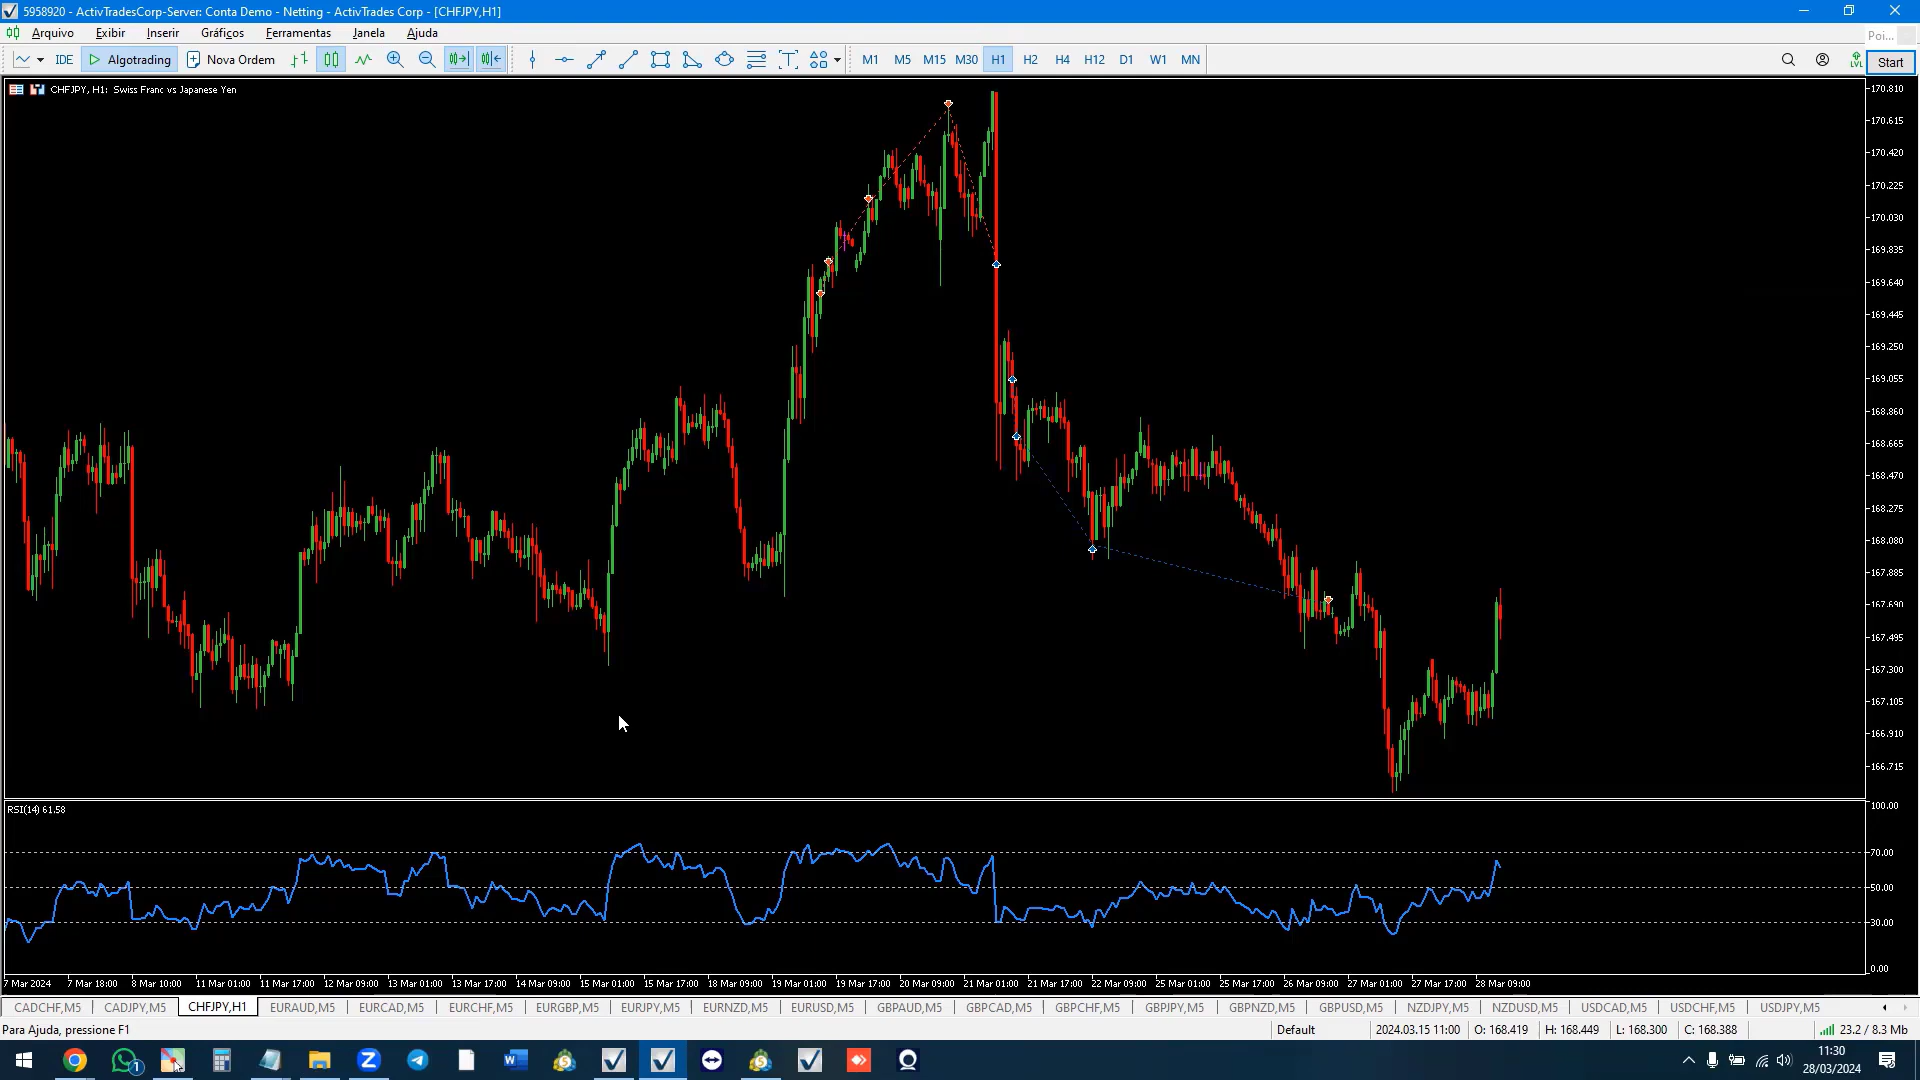 5958920 - ActivTradesCorp-Server: Conta Demo - Netting - ActivTrades Corp - [CHFJPY,H1]
Arquivo Exibir Inserir Gráficos Ferramentas Janela Ajuda
Poi...
IDE Algotrading Nova Ordem M1 M5 M15 M30 H1 H2 H4 H12 D1 W1 MN
LVL
Start
CHFJPY, H1: Swiss Franc vs Japanese Yen
170.810
170.615
170.420
170.225
170.030
169.835
169.640
169.445
169.250
169.055
168.860
168.665
168.470
168.275
168.080
167.885
167.690
167.495
167.300
167.105
166.910
166.715
RSI(14) 61.58
100.00
70.00
50.00
30.00
0.00
7 Mar 2024 7 Mar 18:00 8 Mar 10:00 11 Mar 01:00 11 Mar 17:00 12 Mar 09:00 13 Mar 01:00 13 Mar 17:00 14 Mar 09:00 15 Mar 01:00 15 Mar 17:00 18 Mar 09:00 19 Mar 01:00 19 Mar 17:00 20 Mar 09:00 21 Mar 01:00 21 Mar 17:00 22 Mar 09:00 25 Mar 01:00 25 Mar 17:00 26 Mar 09:00 27 Mar 01:00 27 Mar 17:00 28 Mar 09:00
CADCHF,M5 CADJPY,M5 CHFJPY,H1 EURAUD,M5 EURCAD,M5 EURCHF,M5 EURGBP,M5 EURJPY,M5 EURNZD,M5 EURUSD,M5 GBPAUD,M5 GBPCAD,M5 GBPCHF,M5 GBPJPY,M5 GBPNZD,M5 GBPUSD,M5 NZDJPY,M5 NZDUSD,M5 USDCAD,M5 USDCHF,M5 USDJPY,M5
Para Ajuda, pressione F1 Default 2024.03.15 11:00 O: 168.419 H: 168.449 L: 168.300 C: 168.388 23.2 / 8.3 Mb
1
11:30
28/03/2024